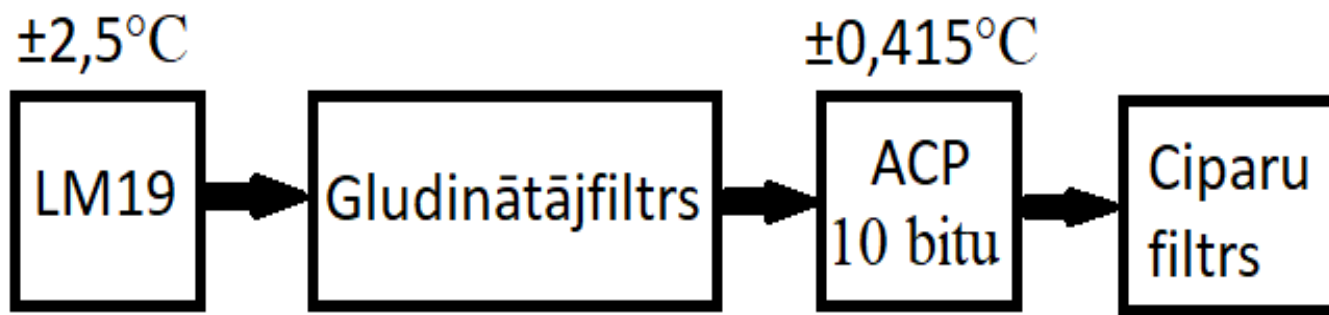 ±2,5°C
±0,415°C
LM19
Gludinātājfiltrs
ACP
10 bitu
Ciparu
filtrs